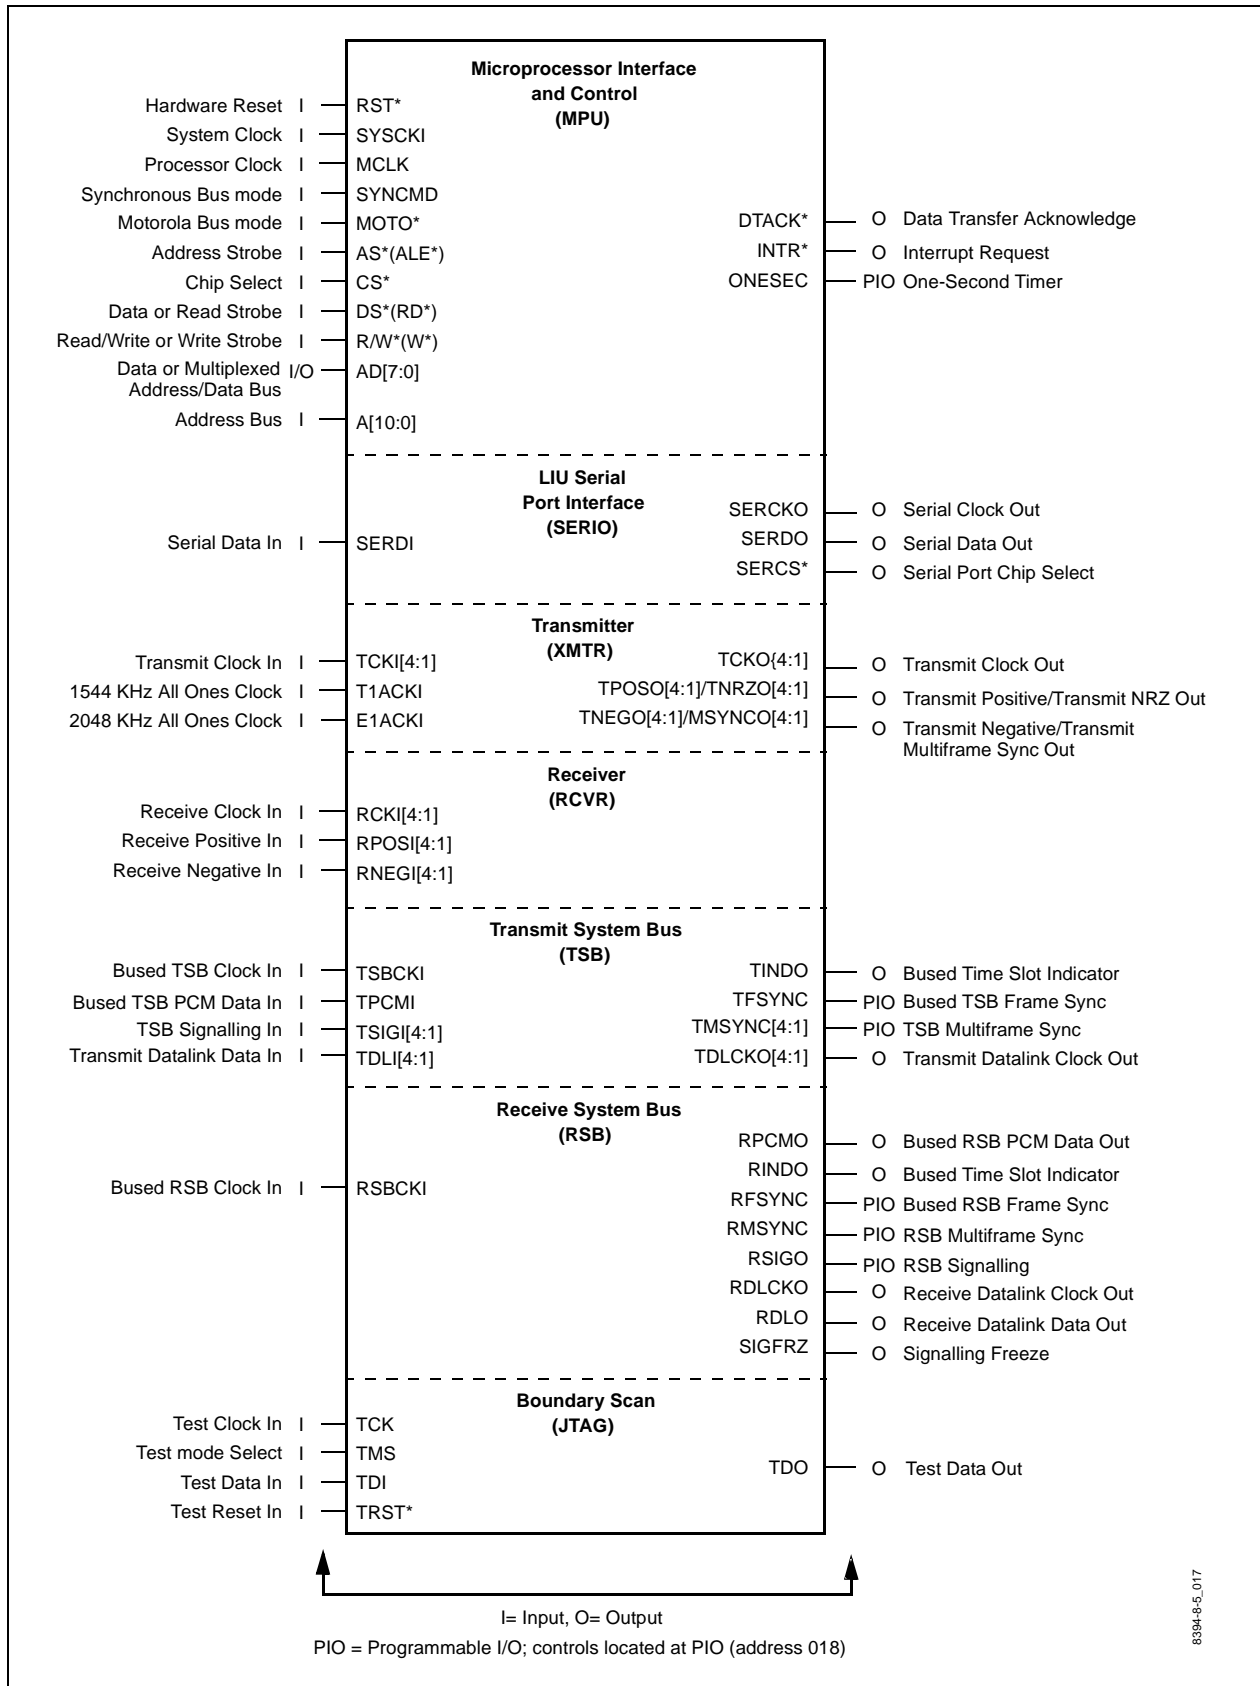 Microprocessor Interface
and Control
(MPU)
Hardware Reset I RST*
System Clock I SYSCKI
Processor Clock I MCLK
Synchronous Bus mode I SYNCMD
Motorola Bus mode I MOTO*
Address Strobe I AS*(ALE*)
Chip Select I CS*
Data or Read Strobe I DS*(RD*)
Read/Write or Write Strobe I R/W*(W*)
Data or Multiplexed I/O AD[7:0]
Address/Data Bus
Address Bus I A[10:0]
DTACK* O Data Transfer Acknowledge
INTR* O Interrupt Request
ONESEC PIO One-Second Timer
LIU Serial
Port Interface
(SERIO)
Serial Data In I SERDI
SERCKO O Serial Clock Out
SERDO O Serial Data Out
SERCS* O Serial Port Chip Select
Transmitter
(XMTR)
Transmit Clock In I TCKI[4:1]
1544 KHz All Ones Clock I T1ACKI
2048 KHz All Ones Clock I E1ACKI
TCKO{4:1] O Transmit Clock Out
TPOSO[4:1]/TNRZO[4:1] O Transmit Positive/Transmit NRZ Out
TNEGO[4:1]/MSYNCO[4:1] O Transmit Negative/Transmit
Multiframe Sync Out
Receiver
(RCVR)
Receive Clock In I RCKI[4:1]
Receive Positive In I RPOSI[4:1]
Receive Negative In I RNEGI[4:1]
Transmit System Bus
(TSB)
Bused TSB Clock In I TSBCKI
Bused TSB PCM Data In I TPCMI
TSB Signalling In I TSIGI[4:1]
Transmit Datalink Data In I TDLI[4:1]
TINDO O Bused Time Slot Indicator
TFSYNC PIO Bused TSB Frame Sync
TMSYNC[4:1] PIO TSB Multiframe Sync
TDLCKO[4:1] O Transmit Datalink Clock Out
Receive System Bus
(RSB)
Bused RSB Clock In I RSBCKI
RPCMO O Bused RSB PCM Data Out
RINDO O Bused Time Slot Indicator
RFSYNC PIO Bused RSB Frame Sync
RMSYNC PIO RSB Multiframe Sync
RSIGO PIO RSB Signalling
RDLCKO O Receive Datalink Clock Out
RDLO O Receive Datalink Data Out
SIGFRZ O Signalling Freeze
Boundary Scan
(JTAG)
Test Clock In I TCK
Test mode Select I TMS
Test Data In I TDI
Test Reset In I TRST*
TDO O Test Data Out
I= Input, O= Output
PIO = Programmable I/O; controls located at PIO (address 018)
8394-8-5_017